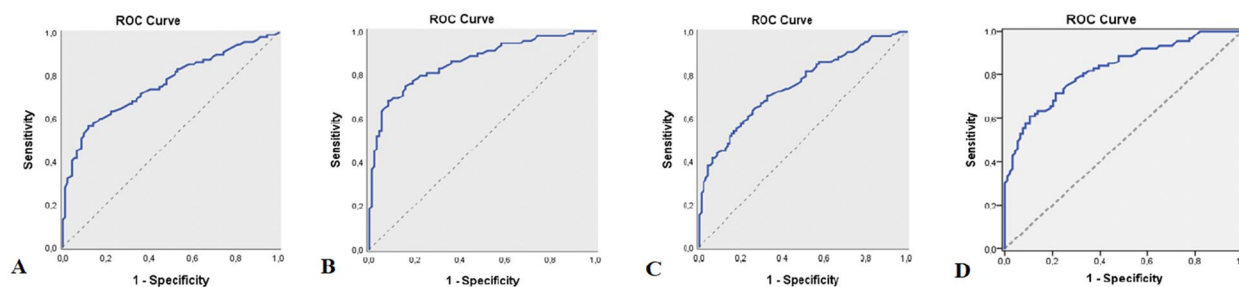 ROC Curve
Sensitivity
1,0
0,8
0,6
0,4
0,2
0,0
0,0 0,2 0,4 0,6 0,8 1,0
1 - Specificity
A
ROC Curve
Sensitivity
1,0
0,8
0,6
0,4
0,2
0,0
0,0 0,2 0,4 0,6 0,8 1,0
1 - Specificity
B
ROC Curve
Sensitivity
1,0
0,8
0,6
0,4
0,2
0,0
0,0 0,2 0,4 0,6 0,8 1,0
1 - Specificity
C
ROC Curve
Sensitivity
1.0
0.8
0.6
0.4
0.2
0.0
0.0 0.2 0.4 0.6 0.8
1 - Specificity
D